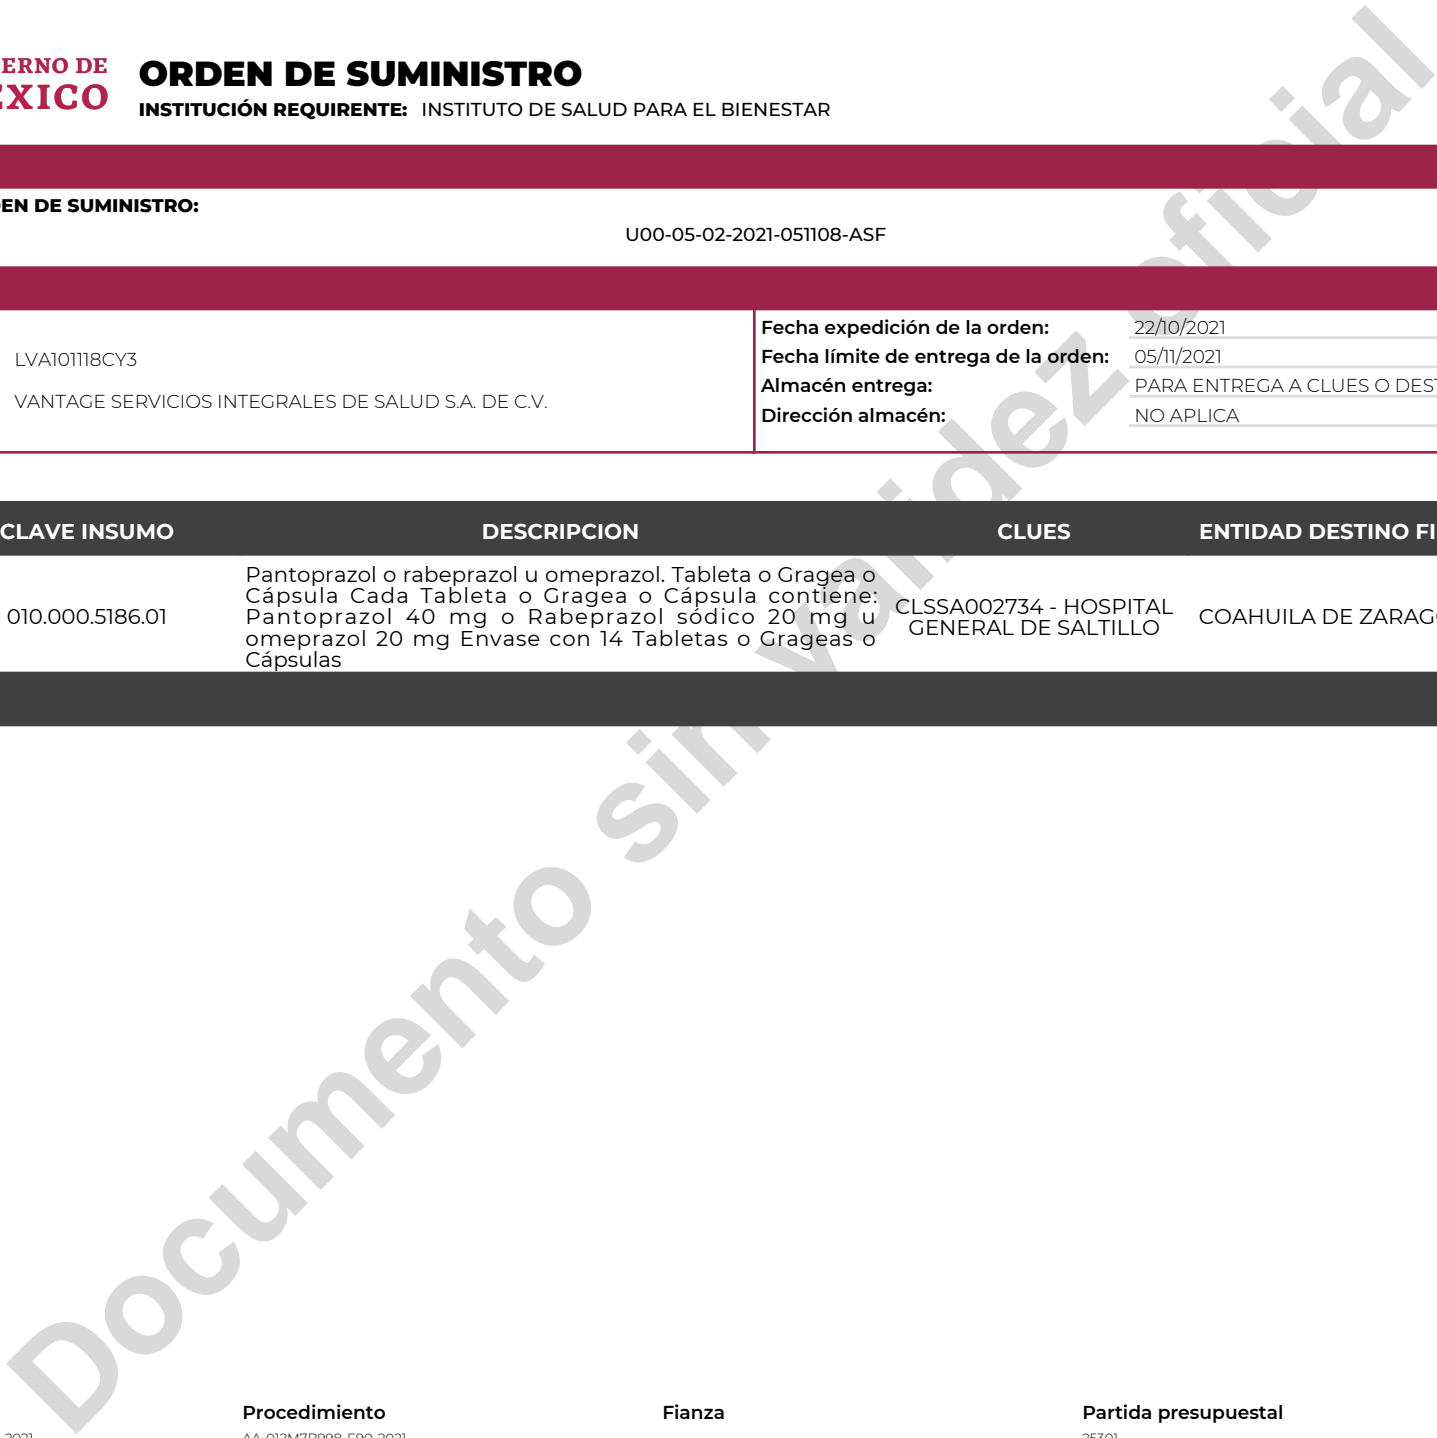 ERNO DE
EXICO
ORDEN DE SUMINISTRO
INSTITUCIÓN REQUIRENTE: INSTITUTO DE SALUD PARA EL BIENESTAR
EN DE SUMINISTRO:
U00-05-02-2021-051108-ASF
LVA101118CY3
VANTAGE SERVICIOS INTEGRALES DE SALUD S.A. DE C.V.
Fecha expedición de la orden: 22/10/2021
Fecha límite de entrega de la orden: 05/11/2021
Almacén entrega: PARA ENTREGA A CLUES O DEST
Dirección almacén: NO APLICA
CLAVE INSUMO DESCRIPCION CLUES ENTIDAD DESTINO FI
010.000.5186.01
Pantoprazol o rabeprazol u omeprazol. Tableta o Gragea o
Cápsula Cada Tableta o Gragea o Cápsula contiene:
Pantoprazol 40 mg o Rabeprazol sódico 20 mg u
omeprazol 20 mg Envase con 14 Tabletas o Grageas o
Cápsulas
CLSSA002734 - HOSPITAL
GENERAL DE SALTILLO
COAHUILA DE ZARAG
Documento sin validez oficial
Procedimiento Fianza Partida presupuestal